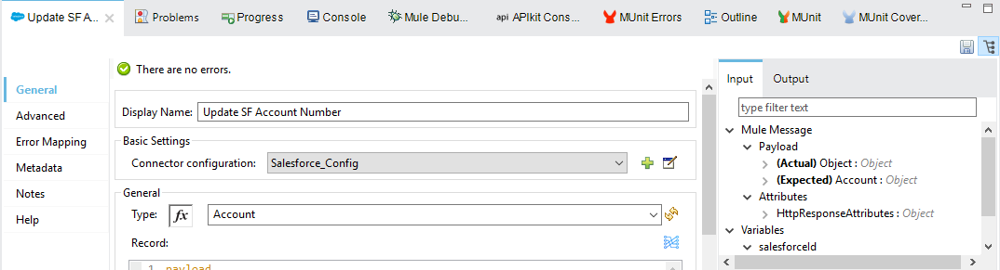 Update SF A... Problems Progress Console Mule Debu... api APIkit Cons... MUnit Errors Outline MUnit MUnit Cover...
There are no errors.
General
Advanced
Error Mapping
Metadata
Notes
Help
Display Name: Update SF Account Number
Basic Settings
Connector configuration: Salesforce_Config
General
Type: fx Account
Record:
1 payload
Input Output
type filter text
Mule Message
Payload
(Actual) Object : Object
(Expected) Account : Object
Attributes
HttpResponseAttributes : Object
Variables
salesforceId